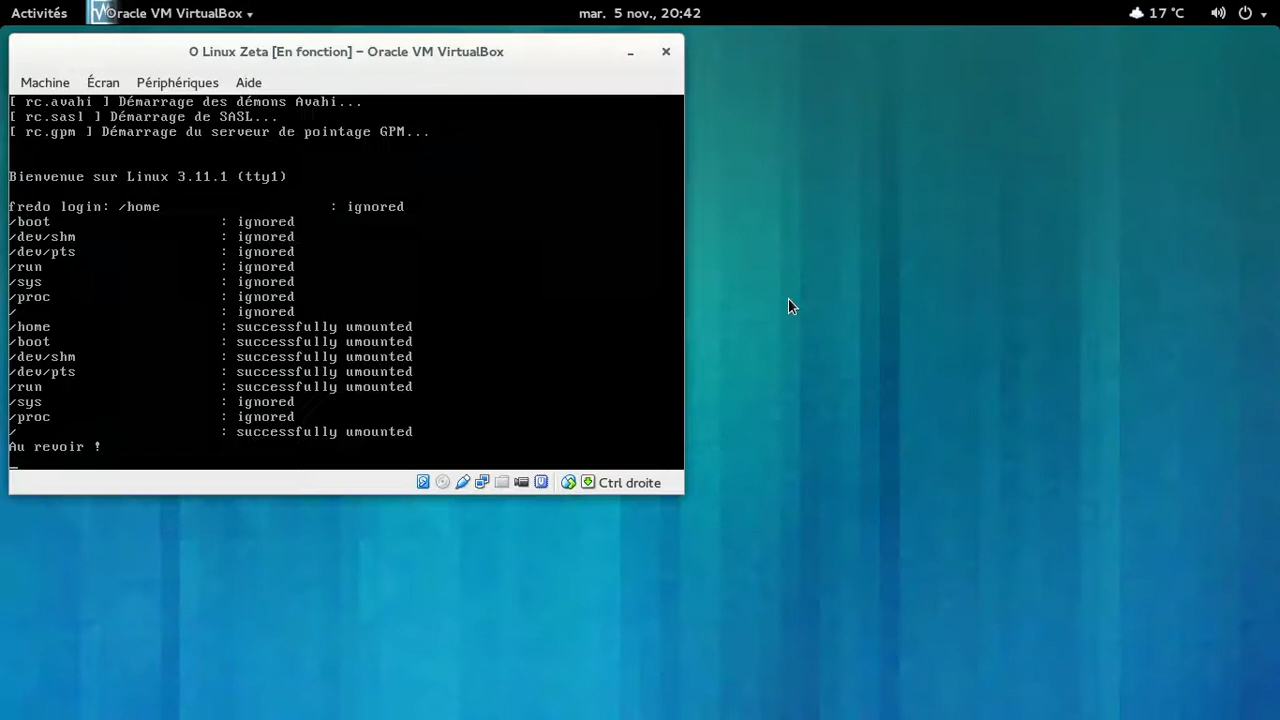 Activités
Oracle VM VirtualBox
mar. 5 nov., 20:42
17 °C
0 Linux Zeta [En fonction] – Oracle VM VirtualBox
Machine Écran Périphériques Aide
[ rc.avahi ] Démarrage des démons Avahi...
[ rc.sasl ] Démarrage de SASL...
[ rc.gpm ] Démarrage du serveur de pointage GPM...
Bienvenue sur Linux 3.11.1 (tty1)
fredo login: /home : ignored
/boot : ignored
/dev/shm : ignored
/dev/pts : ignored
/run : ignored
/sys : ignored
/proc : ignored
/ : ignored
/home : successfully umounted
/boot : successfully umounted
/dev/shm : successfully umounted
/dev/pts : successfully umounted
/run : successfully umounted
/sys : ignored
/proc : ignored
/ : successfully umounted
Au revoir !
Ctrl droite